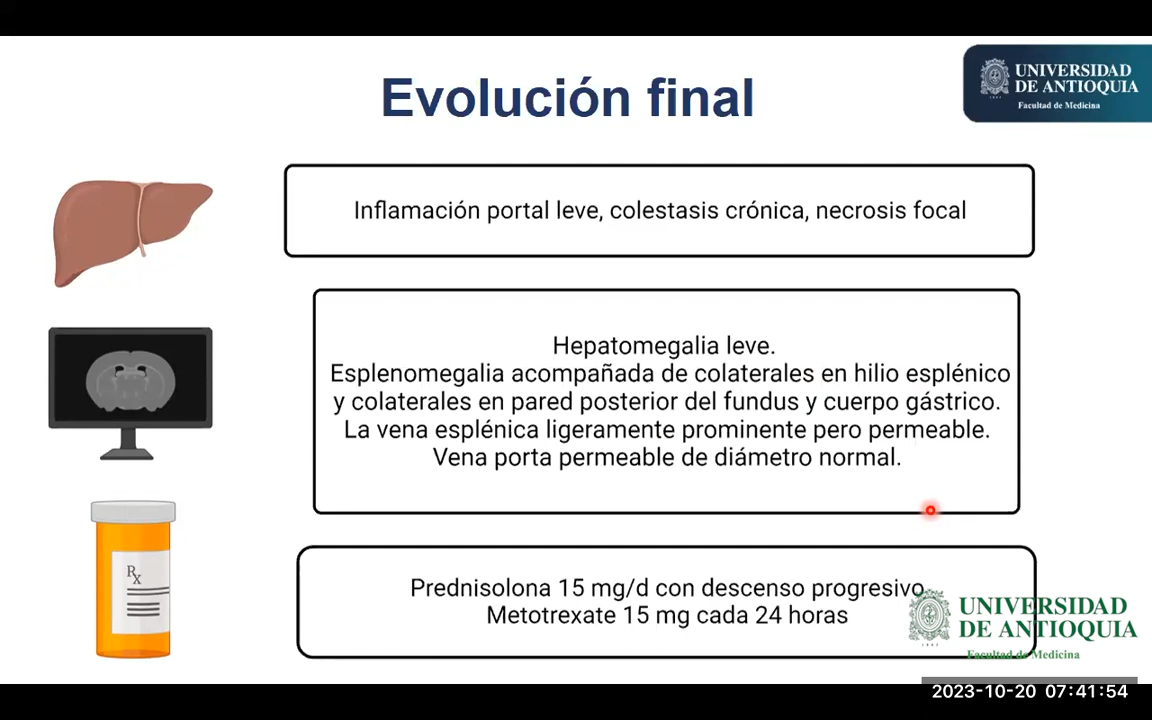 Evolución final
UNIVERSIDAD
DE ANTIOQUIA
Facultad de Medicina
Inflamación portal leve, colestasis crónica, necrosis focal
Hepatomegalia leve.
Esplenomegalia acompañada de colaterales en hilio esplénico
y colaterales en pared posterior del fundus y cuerpo gástrico.
La vena esplénica ligeramente prominente pero permeable.
Vena porta permeable de diámetro normal.
Rx
Prednisolona 15 mg/d con descenso progresivo
Metotrexate 15 mg cada 24 horas
UNIVERSIDAD
DE ANTIOQUIA
Facultad de Medicina
2023-10-20 07:41:54